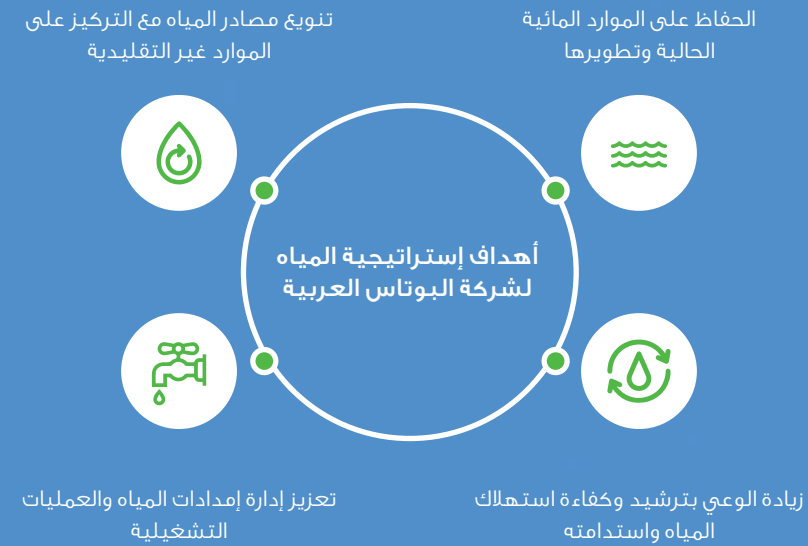 الحفاظ على الموارد المائية
الحالية وتطويرها
تنويع مصادر المياه مع التركيز على
الموارد غير التقليدية
أهداف إستراتيجية المياه
لشركة البوتاس العربية
زيادة الوعي بترشيد وكفاءة استهلاك
المياه واستدامته
تعزيز إدارة إمدادات المياه والعمليات
التشغيلية